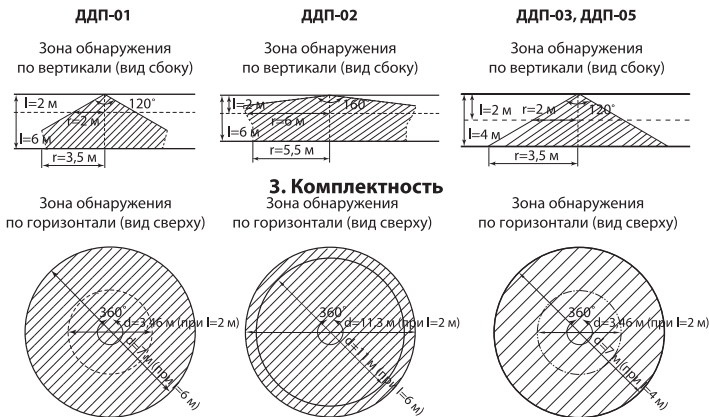 ДДП-01
Зона обнаружения
по вертикали (вид сбоку)
l=2 м
120°
r=2 м
l=6 м
r=3,5 м
ДДП-02
Зона обнаружения
по вертикали (вид сбоку)
l=2 м
160°
r=6 м
l=6 м
r=5,5 м
ДДП-03, ДДП-05
Зона обнаружения
по вертикали (вид сбоку)
l=2 м
r=2 м
120°
l=4 м
r=3,5 м
3. Комплектность
Зона обнаружения
по горизонтали (вид сверху)
360°
d=3,46 м (при l=2 м)
d=7 м (при l=6 м)
Зона обнаружения
по горизонтали (вид сверху)
360°
d=11,3 м (при l=2 м)
d=11 м (при l=6 м)
Зона обнаружения
по горизонтали (вид сверху)
360°
d=3,46 м (при l=2 м)
d=7 м (при l=4 м)